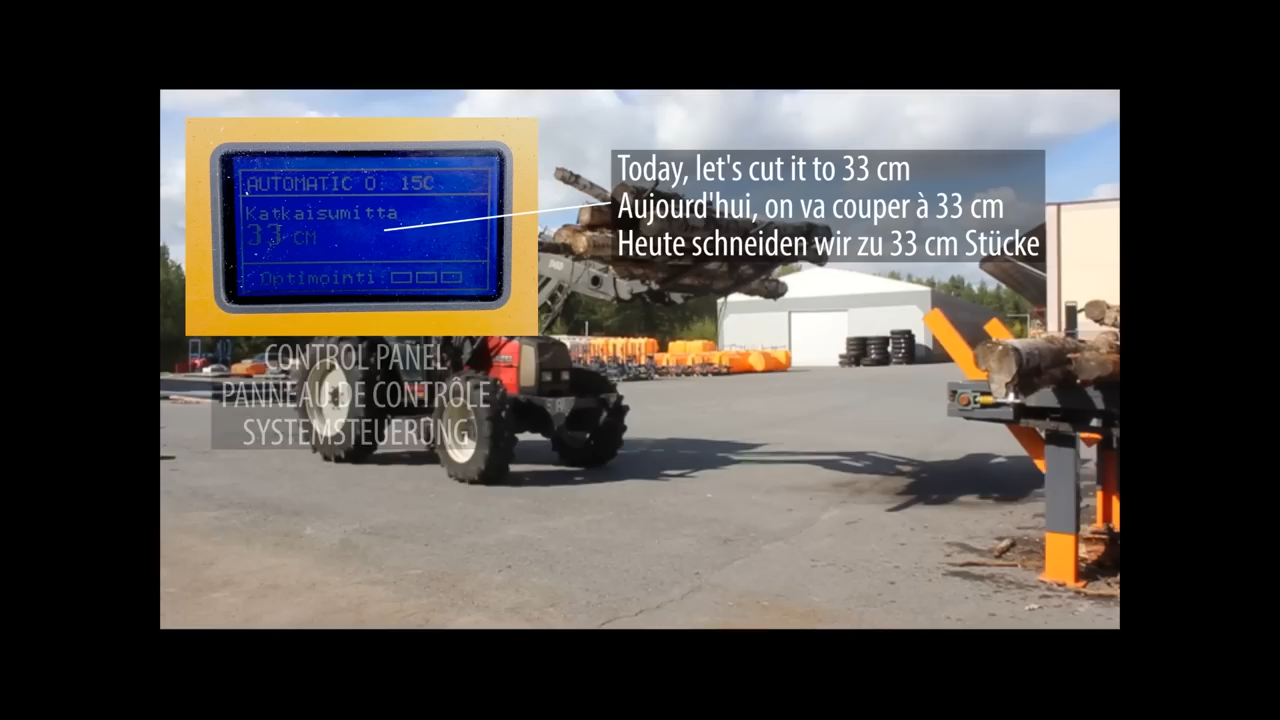 AUTOMATIC 0: 15C
Katkaisumitta
33 CM
Optimointi:
Today, let's cut it to 33 cm
Aujourd'hui, on va couper à 33 cm
Heute schneiden wir zu 33 cm Stücke
CONTROL PANEL
PANNEAU DE CONTRÔLE
SYSTEMSTEUERUNG